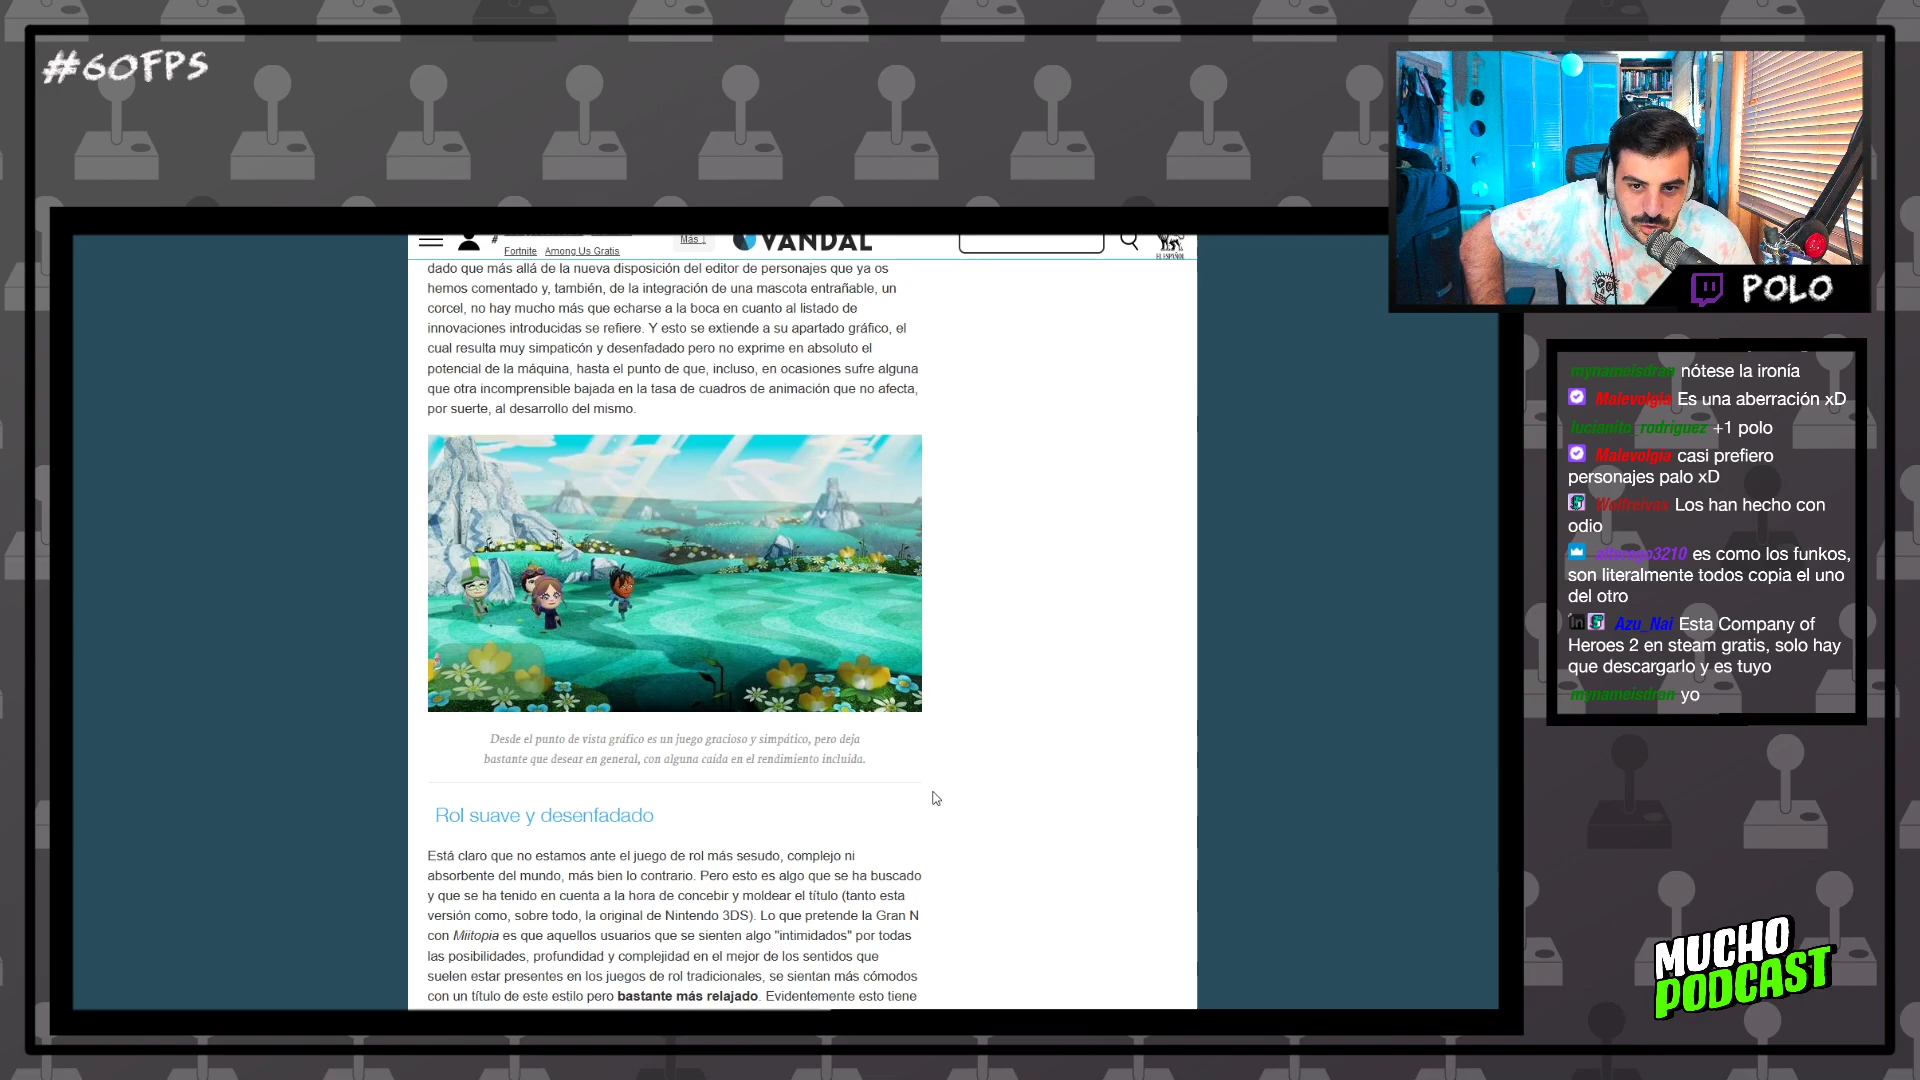 #60FPS
Más ↓
VANDAL
#
Fortnite Among Us Gratis
EL ESPAÑOL
dado que más allá de la nueva disposición del editor de personajes que ya os
hemos comentado y, también, de la integración de una mascota entrañable, un
corcel, no hay mucho más que echarse a la boca en cuanto al listado de
innovaciones introducidas se refiere. Y esto se extiende a su apartado gráfico, el
cual resulta muy simpaticón y desenfadado pero no exprime en absoluto el
potencial de la máquina, hasta el punto de que, incluso, en ocasiones sufre alguna
que otra incomprensible bajada en la tasa de cuadros de animación que no afecta,
por suerte, al desarrollo del mismo.
Desde el punto de vista gráfico es un juego gracioso y simpático, pero deja
bastante que desear en general, con alguna caída en el rendimiento incluida.
Rol suave y desenfadado
Está claro que no estamos ante el juego de rol más sesudo, complejo ni
absorbente del mundo, más bien lo contrario. Pero esto es algo que se ha buscado
y que se ha tenido en cuenta a la hora de concebir y moldear el título (tanto esta
versión como, sobre todo, la original de Nintendo 3DS). Lo que pretende la Gran N
con Miitopia es que aquellos usuarios que se sienten algo "intimidados" por todas
las posibilidades, profundidad y complejidad en el mejor de los sentidos que
suelen estar presentes en los juegos de rol tradicionales, se sientan más cómodos
con un título de este estilo pero bastante más relajado. Evidentemente esto tiene
POLO
mynameisdran nótese la ironía
Malevolgia Es una aberración xD
lucianito_rodriguez +1 polo
Malevolgia casi prefiero
personajes palo xD
Wolfreivax Los han hecho con
odio
3210 es como los funkos,
son literalmente todos copia el uno
del otro
Azu_Nai Esta Company of
Heroes 2 en steam gratis, solo hay
que descargarlo y es tuyo
mynameisdran yo
MUCHO
PODCAST